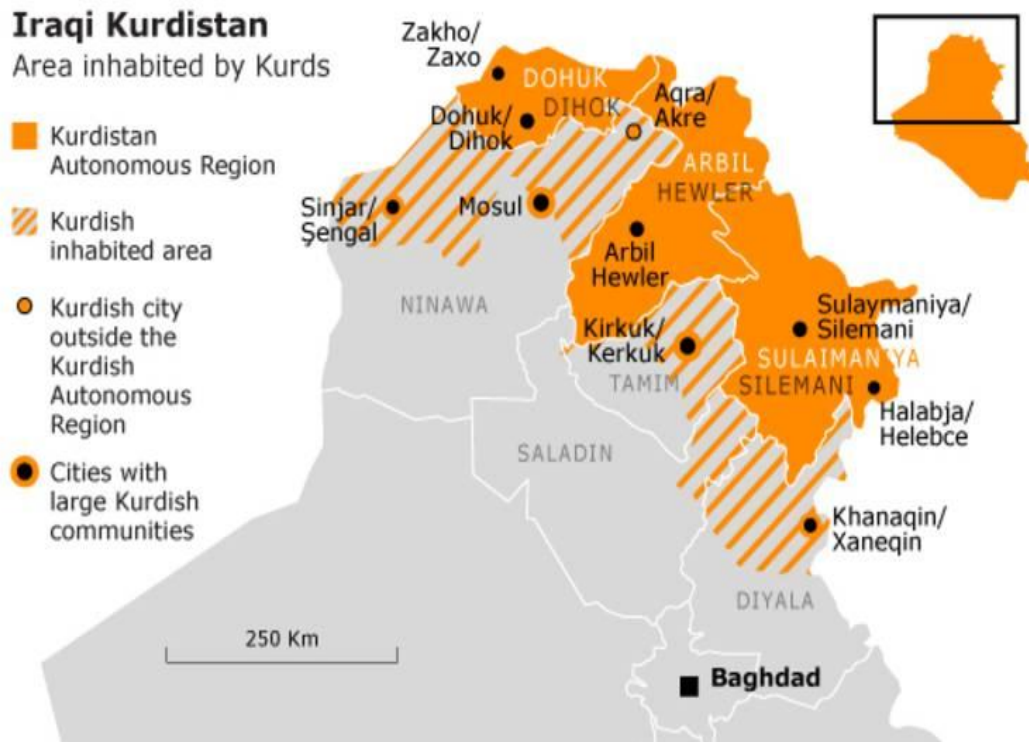 Iraqi Kurdistan
Area inhabited by Kurds
Kurdistan
Autonomous Region
Kurdish
inhabited area
Kurdish city
outside the
Kurdish
Autonomous
Region
Cities with
large Kurdish
communities
Zakho/
Zaxo
DOHUK
DIHOK
Dohuk/
Dihok
Aqra/
Akre
ARBIL
HEWLER
Sinjar/
Şengal
Mosul
Arbil
Hewler
NINAWA
Kirkuk/
Kerkuk
TAMIM
Sulaymaniya/
Silemani
SULAIMANIYA
SILEMANI
Halabja/
Helebce
SALADIN
Khanaqin/
Xaneqin
DIYALA
250 Km
Baghdad